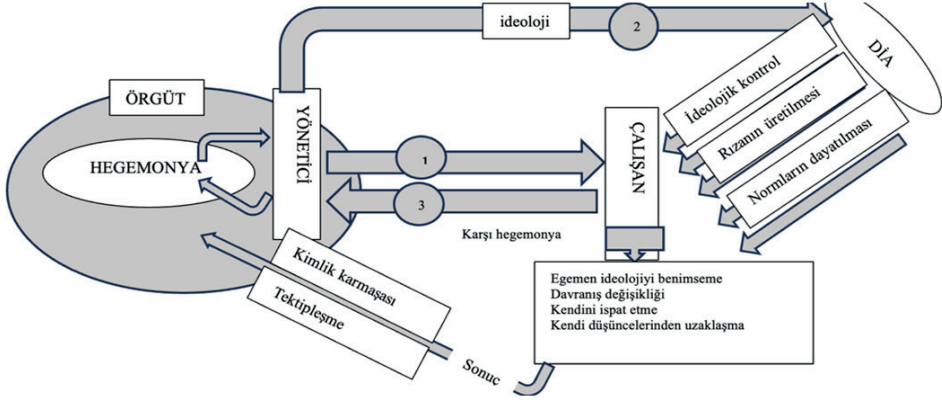 ideoloji
2
DİA
ÖRGÜT
YÖNETİCİ
HEGEMONYA
1
3
Karşı hegemonya
ÇALIŞAN
İdeolojik kontrol
Rızanın üretilmesi
Normların dayatılması
Egemen ideolojiyi benimseme
Davranış değişikliği
Kendini ispat etme
Kendi düşüncelerinden uzaklaşma
Kimlik karmaşası
Tektipleşme
Sonuç